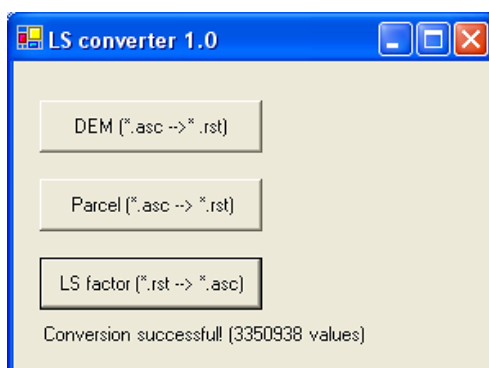 LS converter 1.0
DEM (*.asc -->* .rst)
Parcel (*.asc --> *.rst)
LS factor (*.rst --> *.asc)
Conversion successful! (3350938 values)